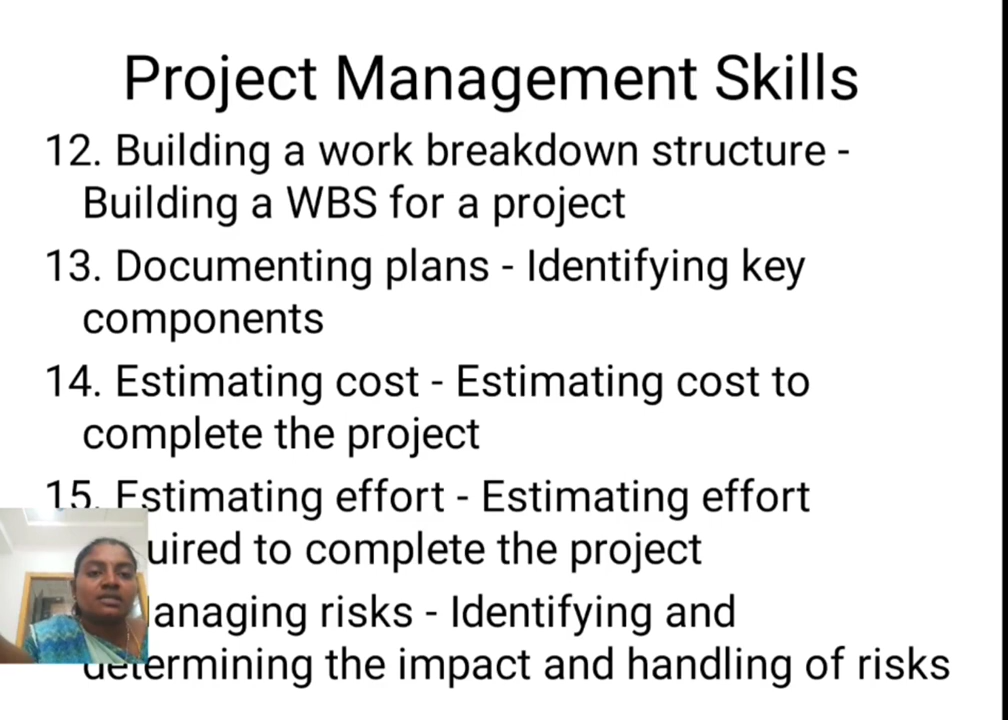 Project Management Skills
12. Building a work breakdown structure -
Building a WBS for a project
13. Documenting plans - Identifying key
components
14. Estimating cost - Estimating cost to
complete the project
15. Estimating effort - Estimating effort
to complete the project
risks - Identifying and
determining the impact and handling of risks